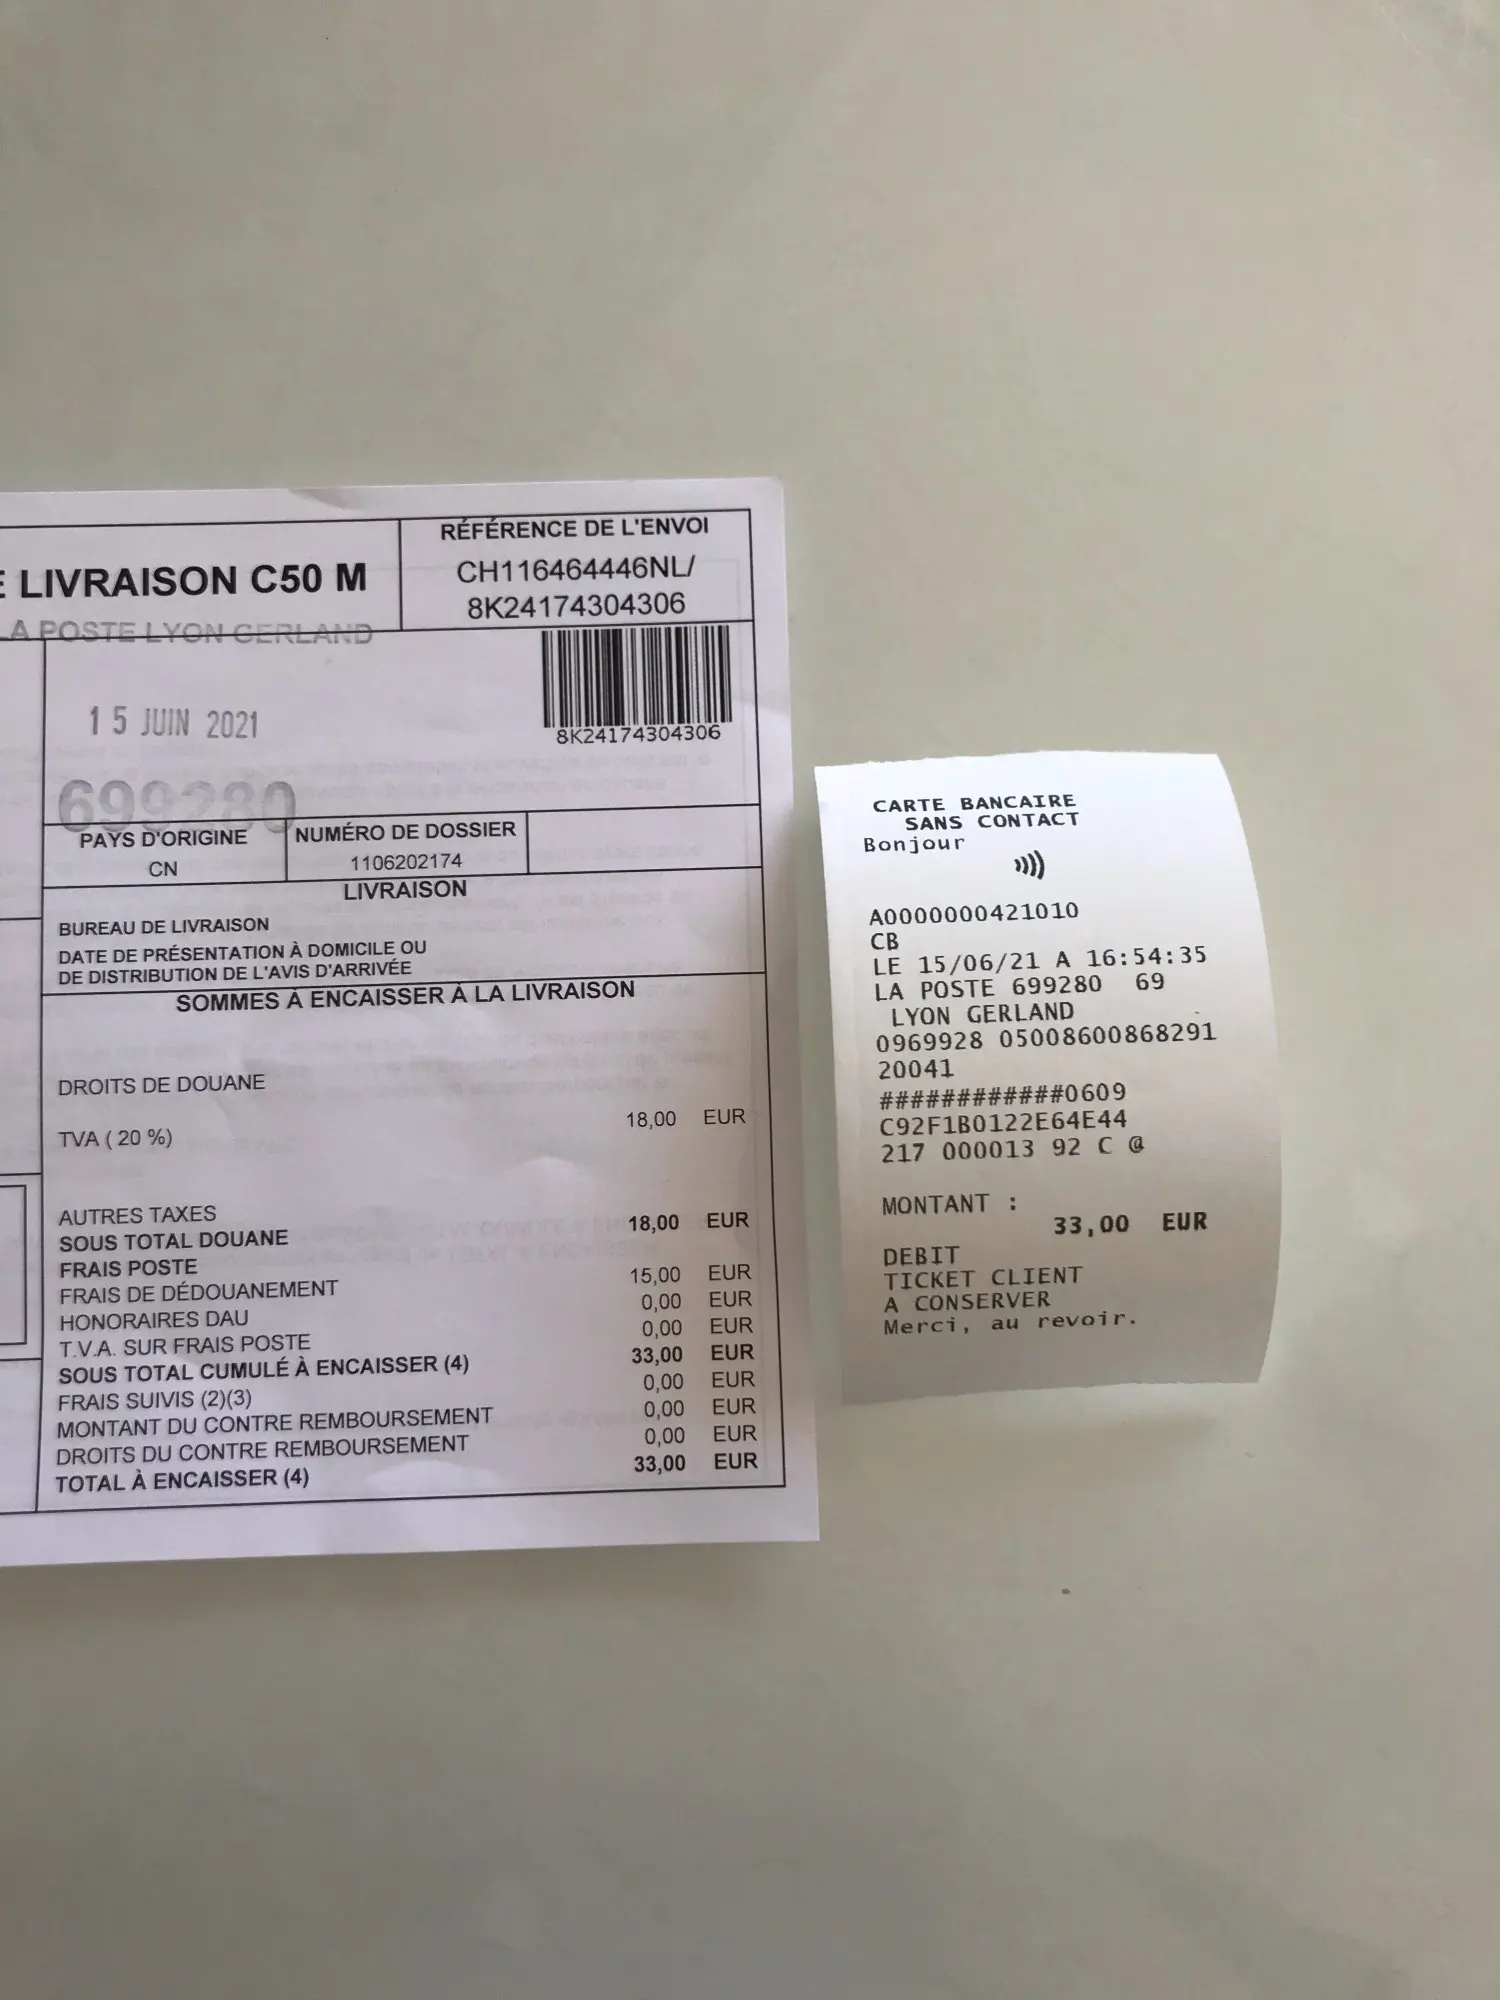 LIVRAISON C50 M
RÉFÉRENCE DE L'ENVOI
CH116464446NL/
8K24174304306
LA POSTE LYON GERLAND
15 JUIN 2021
8K24174304306
699280
PAYS D'ORIGINE
CN
NUMÉRO DE DOSSIER
1106202174
LIVRAISON
BUREAU DE LIVRAISON
DATE DE PRÉSENTATION À DOMICILE OU
DE DISTRIBUTION DE L'AVIS D'ARRIVÉE
SOMMES À ENCAISSER À LA LIVRAISON
DROITS DE DOUANE
18,00 EUR
TVA ( 20 %)
AUTRES TAXES
SOUS TOTAL DOUANE 18,00 EUR
FRAIS POSTE
FRAIS DE DÉDOUANEMENT 15,00 EUR
HONORAIRES DAU 0,00 EUR
T.V.A. SUR FRAIS POSTE 0,00 EUR
SOUS TOTAL CUMULÉ À ENCAISSER (4) 33,00 EUR
FRAIS SUIVIS (2)(3) 0,00 EUR
MONTANT DU CONTRE REMBOURSEMENT 0,00 EUR
DROITS DU CONTRE REMBOURSEMENT 0,00 EUR
TOTAL À ENCAISSER (4) 33,00 EUR
CARTE BANCAIRE
SANS CONTACT
Bonjour
A0000000421010
CB
LE 15/06/21 A 16:54:35
LA POSTE 699280 69
LYON GERLAND
0969928 05008600868291
20041
############0609
C92F1B0122E64E44
217 000013 92 C @
MONTANT :
33,00 EUR
DEBIT
TICKET CLIENT
A CONSERVER
Merci, au revoir.